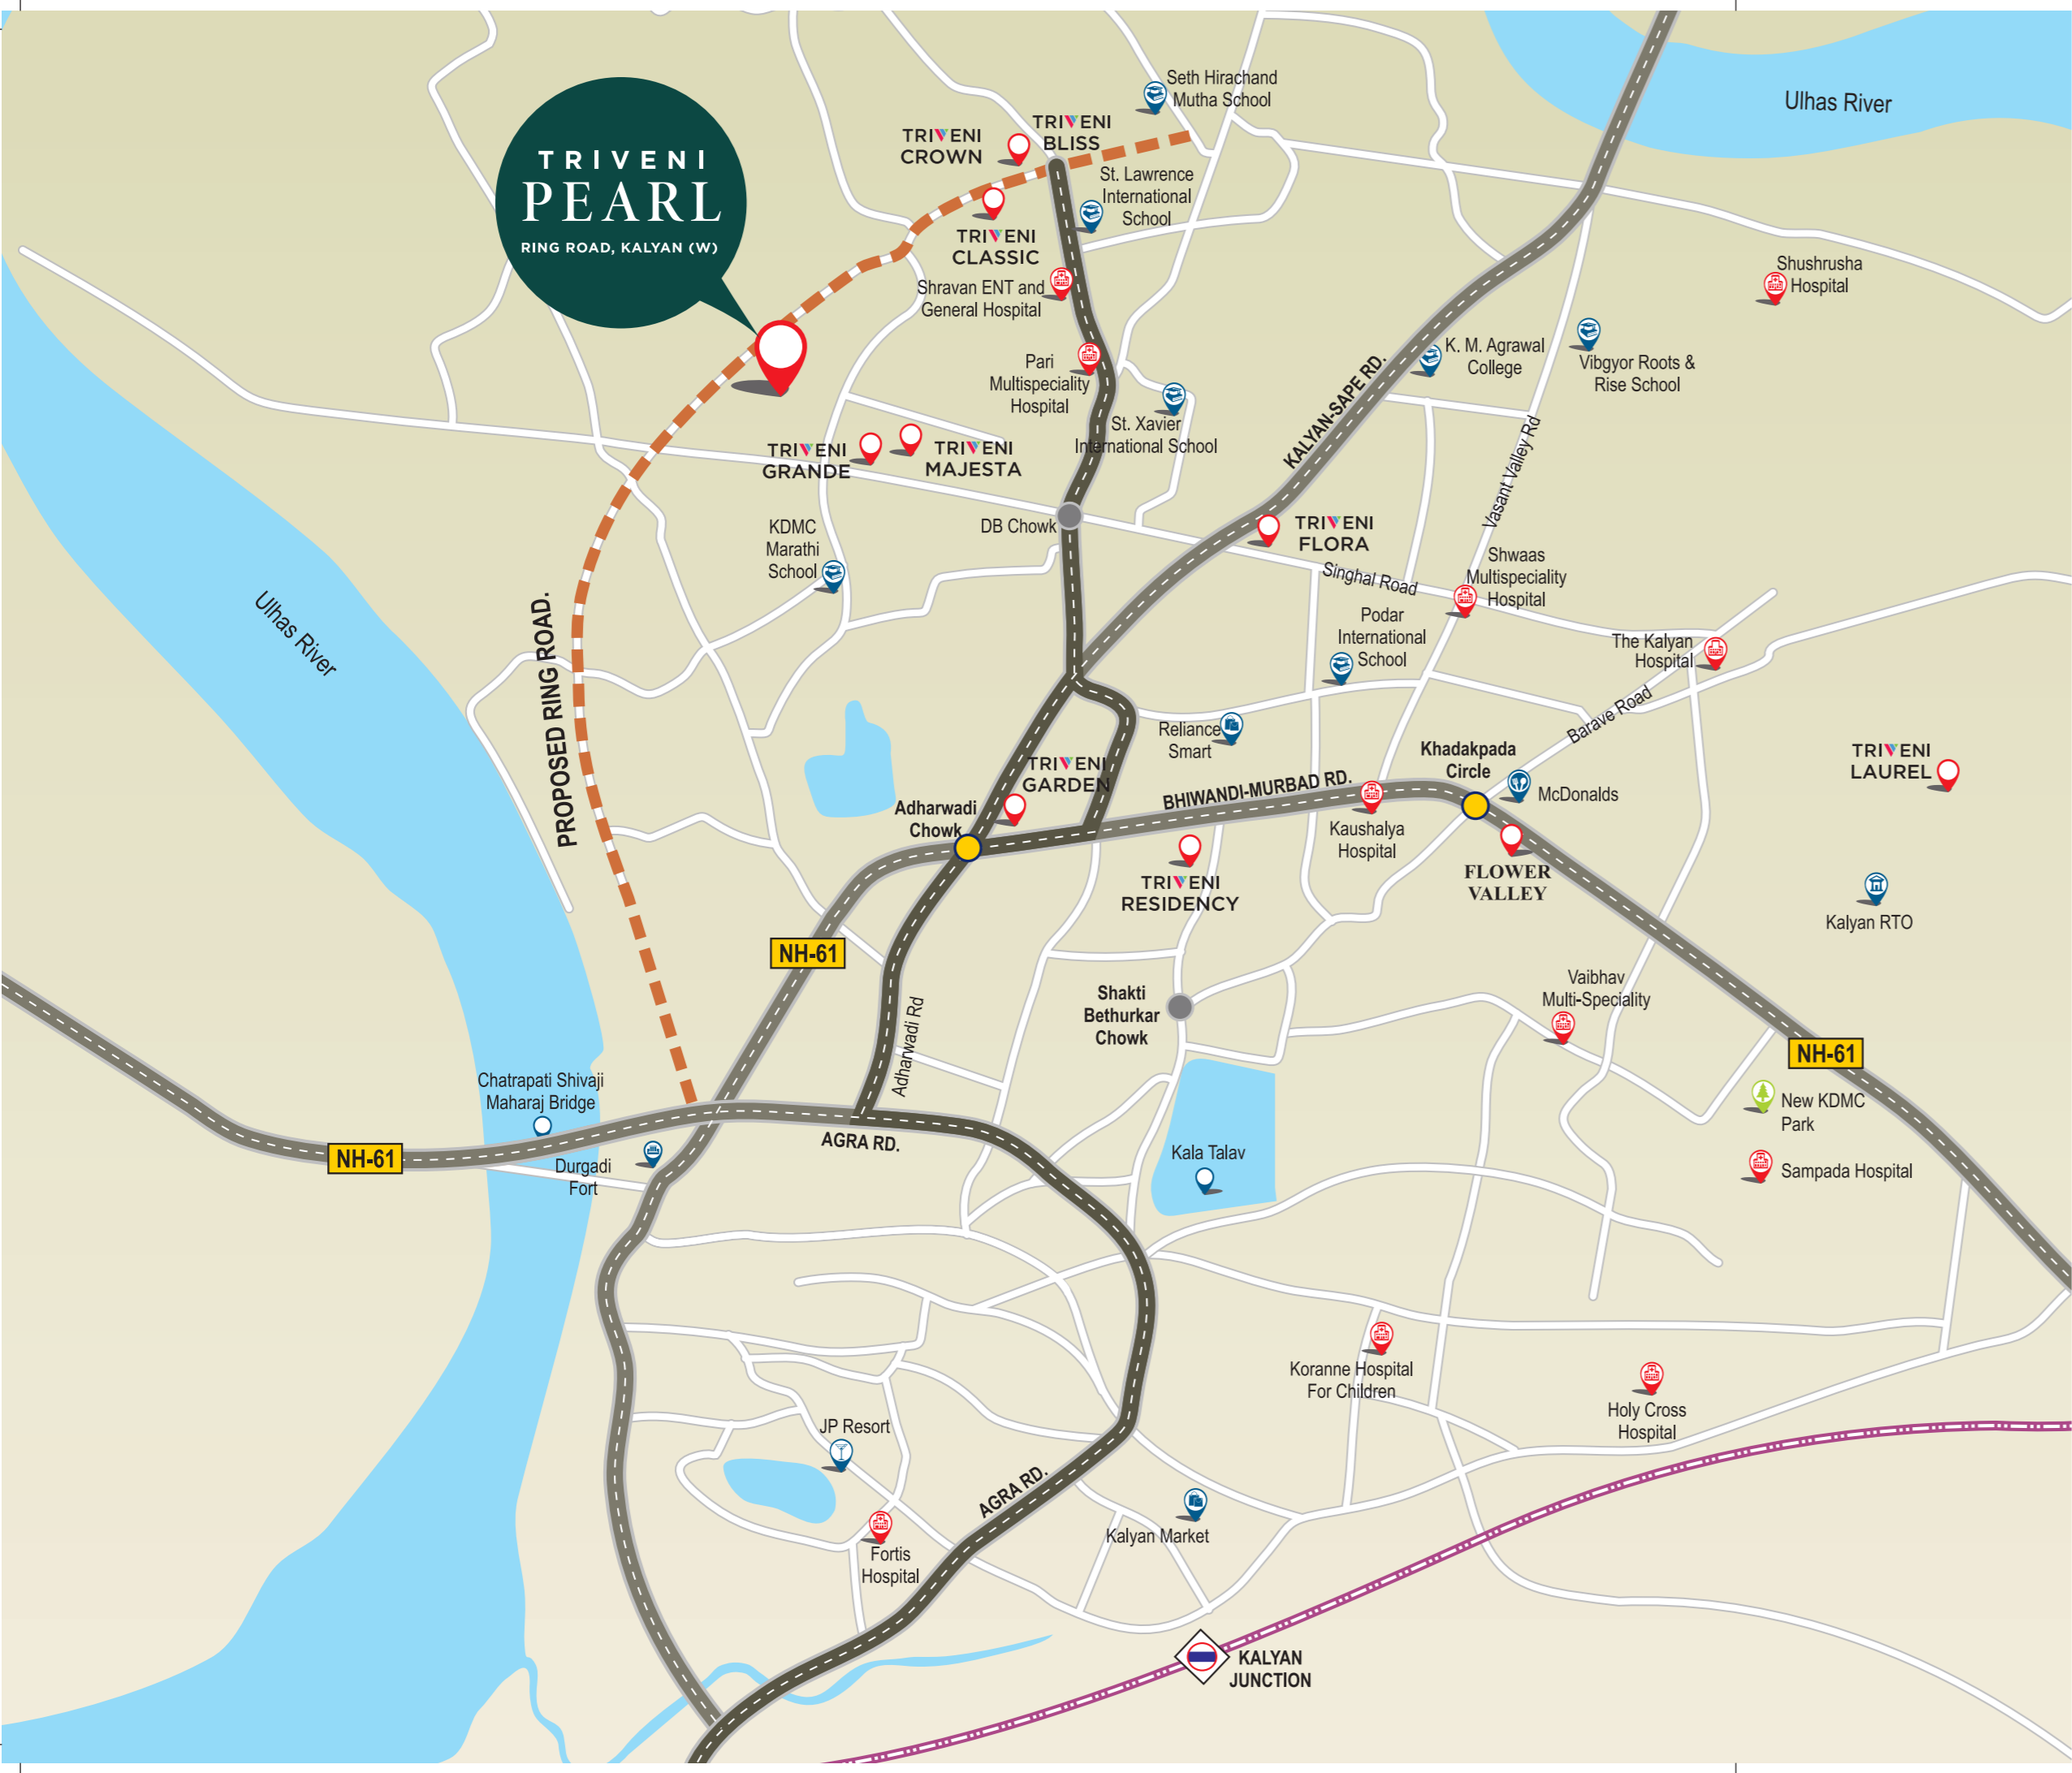 Seth Hirachand
Mutha School
Ulhas River
TRIVENI
BLISS
TRIVENI
CROWN
TRIVENI
PEARL
RING ROAD, KALYAN (W)
St. Lawrence
International
School
TRIVENI
CLASSIC
Shravan ENT and
General Hospital
Shushrusha
Hospital
K. M. Agrawal
College
Vibgyor Roots &
Rise School
Pari
Multispeciality
Hospital
KALYAN-SAPE RD.
St. Xavier
International School
TRIVENI
GRANDE
TRIVENI
MAJESTA
Vasant Valley Rd
DB Chowk
TRIVENI
FLORA
KDMC
Marathi
School
Singhal Road
Shwaas
Multispeciality
Hospital
Ulhas River
PROPOSED RING ROAD.
Podar
International
School
The Kalyan
Hospital
Barave Road
Reliance
Smart
Khadakpada
Circle
TRIVENI
LAUREL
TRIVENI
GARDEN
BHIWANDI-MURBAD RD.
McDonalds
Adharwadi
Chowk
Kaushalya
Hospital
TRIVENI
RESIDENCY
FLOWER
VALLEY
Kalyan RTO
NH-61
Vaibhav
Multi-Speciality
Shakti
Bethurkar
Chowk
Adharwadi Rd
NH-61
Chatrapati Shivaji
Maharaj Bridge
New KDMC
Park
AGRA RD.
NH-61
Durgadi
Fort
Kala Talav
Sampada Hospital
Koranne Hospital
For Children
Holy Cross
Hospital
JP Resort
AGRA RD.
Kalyan Market
Fortis
Hospital
KALYAN
JUNCTION